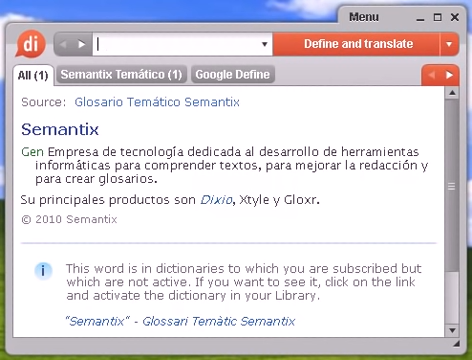 Menu
di
Define and translate
All (1)
Semantix Temático (1)
Google Define
Source: Glosario Temático Semantix
Semantix
Gen Empresa de tecnología dedicada al desarrollo de herramientas
informáticas para comprender textos, para mejorar la redacción y
para crear glosarios.
Su principales productos son Dixio, Xtyle y Gloxr.
© 2010 Semantix
i
This word is in dictionaries to which you are subscribed but
which are not active. If you want to see it, click on the link
and activate the dictionary in your Library.
"Semantix" - Glossari Temàtic Semantix